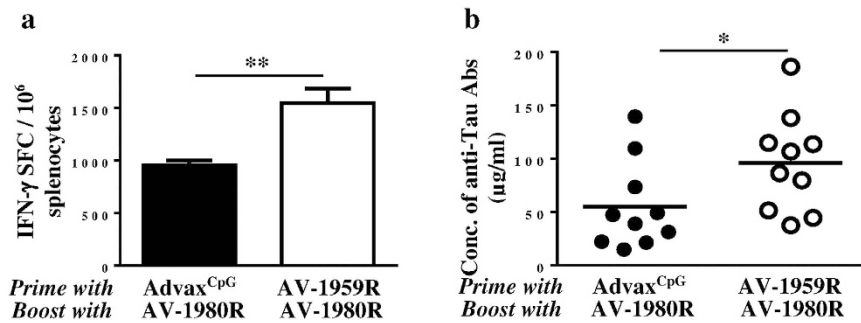 a
IFN-γ SFC / 10⁶
splenocytes
2000
1500
1000
500
0
**
Prime with Advax^CpG AV-1959R
Boost with AV-1980R AV-1980R
b
Conc. of anti-Tau Abs
(µg/ml)
200
150
100
50
0
*
Prime with Advax^CpG AV-1959R
Boost with AV-1980R AV-1980R